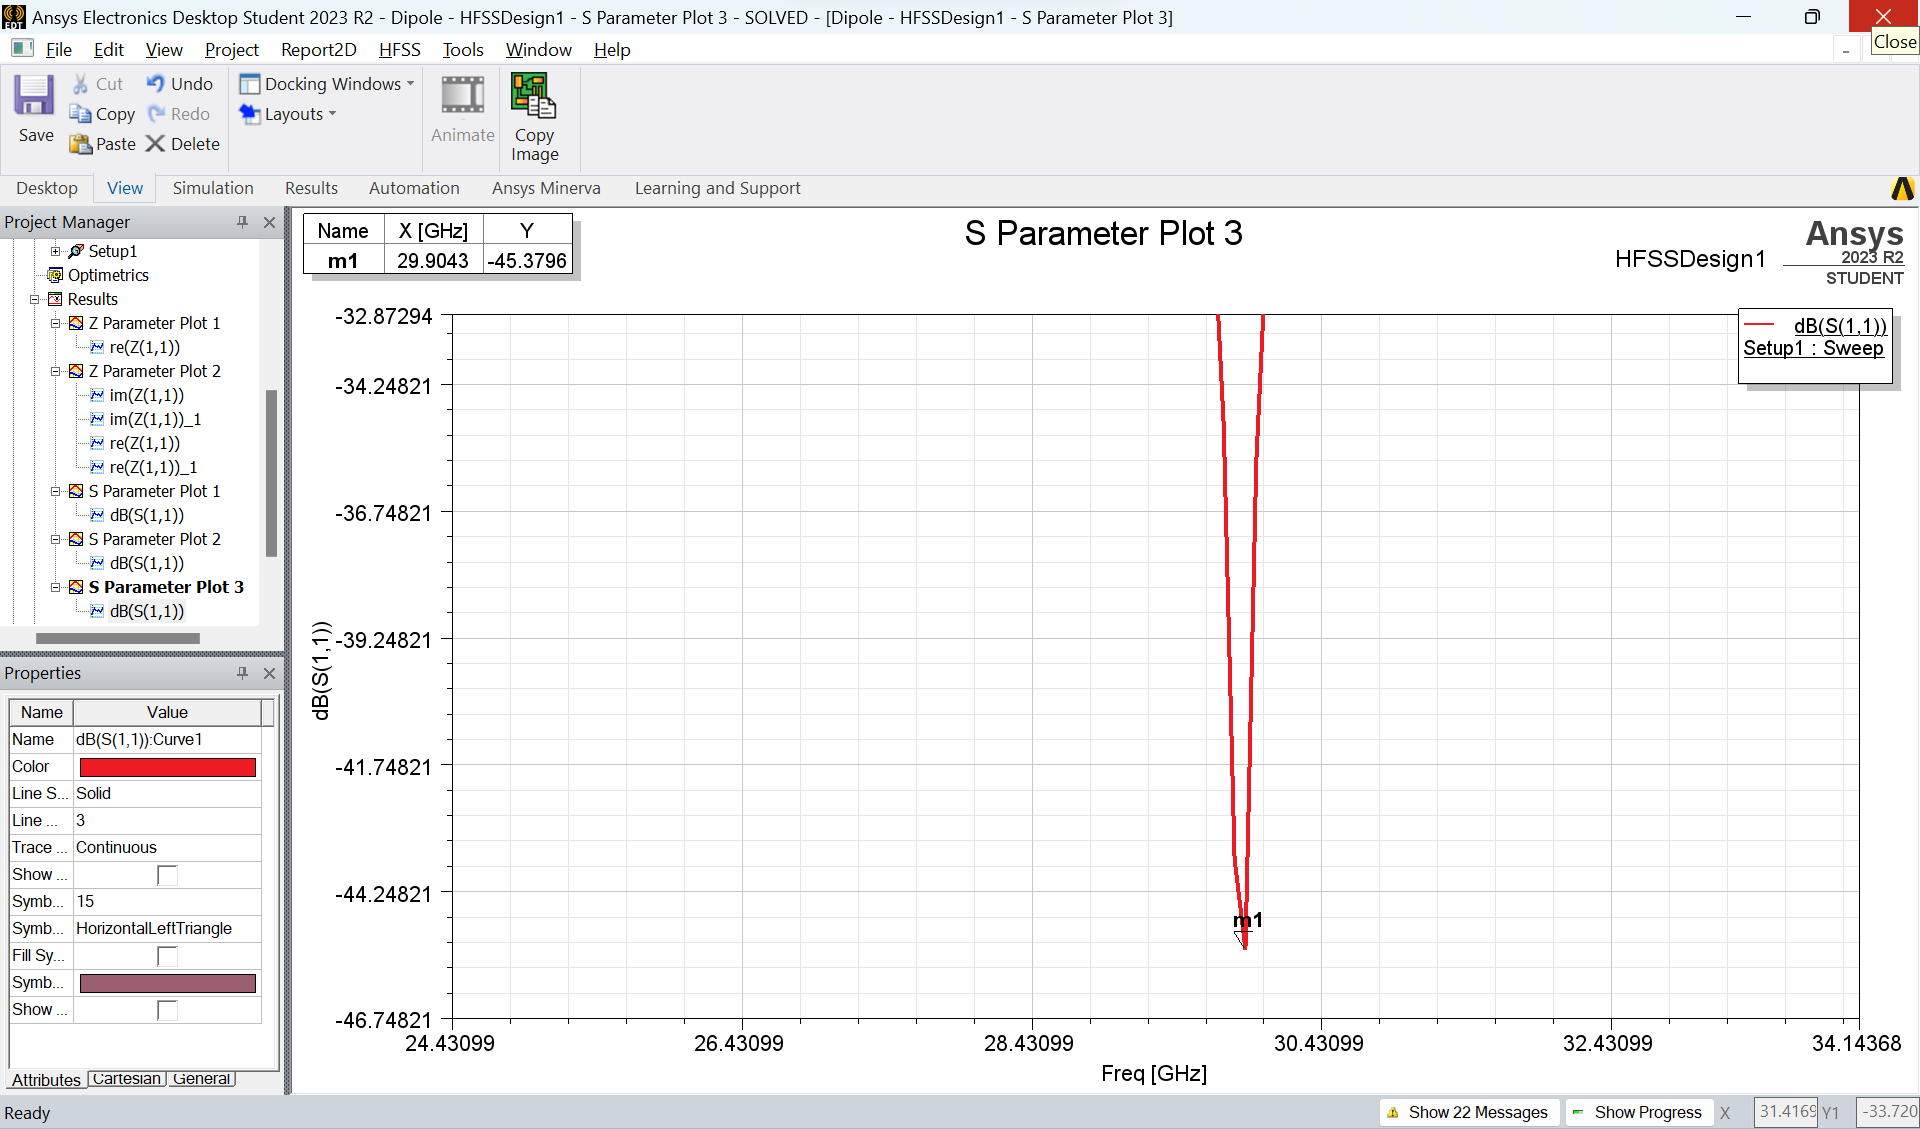 Ansys Electronics Desktop Student 2023 R2 - Dipole - HFSSDesign1 - S Parameter Plot 3 - SOLVED - [Dipole - HFSSDesign1 - S Parameter Plot 3]
Close
File Edit View Project Report2D HFSS Tools Window Help
Save
Cut
Copy
Paste
Undo
Redo
Delete
Docking Windows
Layouts
Animate
Copy
Image
Desktop View Simulation Results Automation Ansys Minerva Learning and Support
Project Manager
Setup1
Optimetrics
Results
Z Parameter Plot 1
re(Z(1,1))
Z Parameter Plot 2
im(Z(1,1))
im(Z(1,1))_1
re(Z(1,1))
re(Z(1,1))_1
S Parameter Plot 1
dB(S(1,1))
S Parameter Plot 2
dB(S(1,1))
S Parameter Plot 3
dB(S(1,1))
Properties
Name Value
Name dB(S(1,1)):Curve1
Color
Line S... Solid
Line ... 3
Trace ... Continuous
Show ...
Symb... 15
Symb... HorizontalLeftTriangle
Fill Sy...
Symb...
Show ...
Attributes Cartesian General
Name X [GHz] Y
m1 29.9043 -45.3796
S Parameter Plot 3
HFSSDesign1
Ansys
2023 R2
STUDENT
dB(S(1,1))
Setup1 : Sweep
dB(S(1,1))
-32.87294
-34.24821
-36.74821
-39.24821
-41.74821
-44.24821
-46.74821
m1
24.43099 26.43099 28.43099 30.43099 32.43099 34.14368
Freq [GHz]
Ready
Show 22 Messages Show Progress X 31.4169 Y1 -33.720